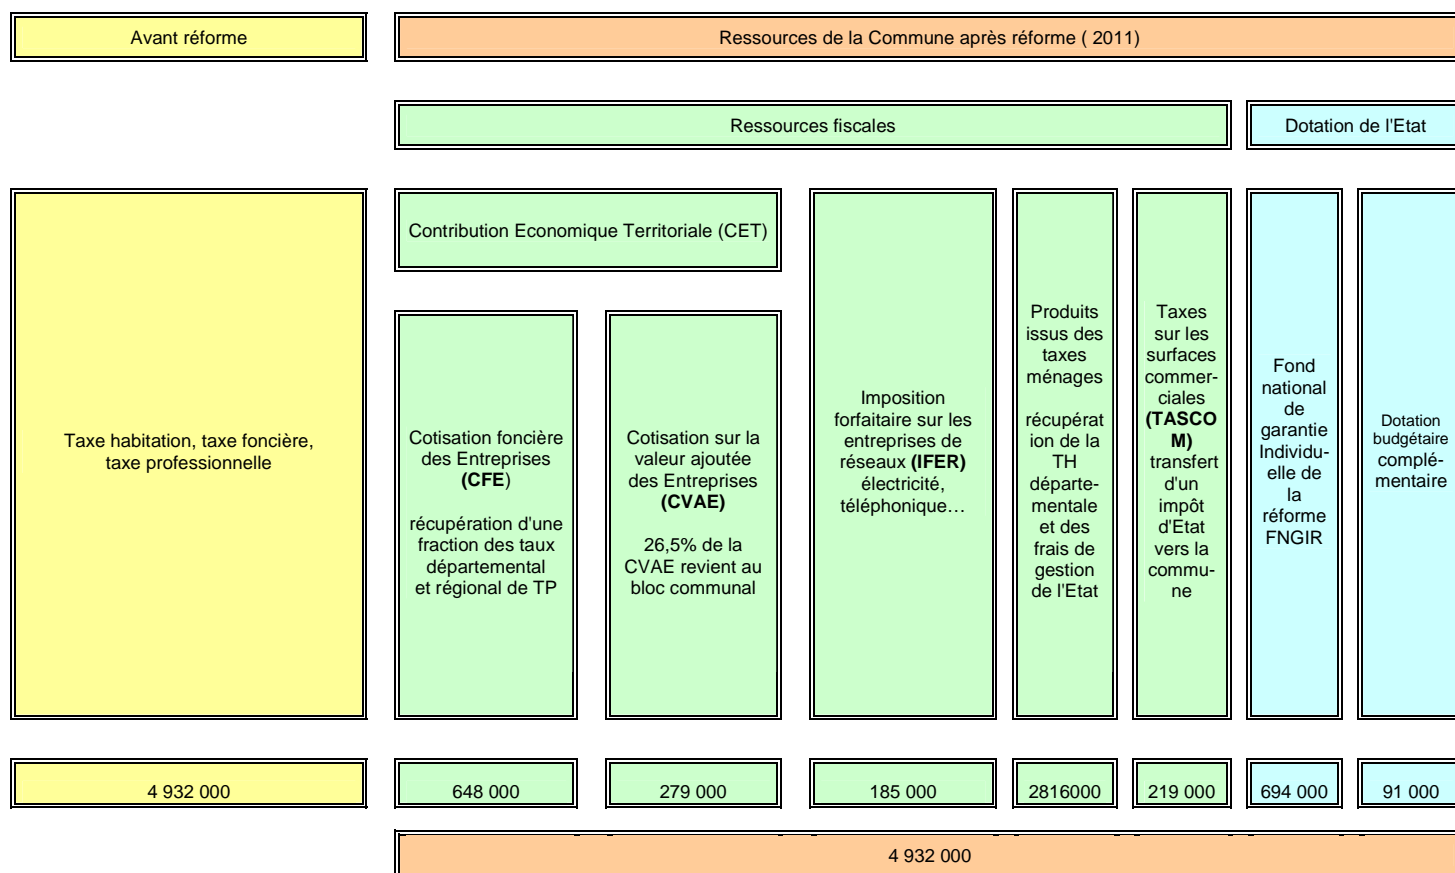 Avant réforme
Ressources de la Commune après réforme ( 2011)
Ressources fiscales
Dotation de l'Etat
Taxe habitation, taxe foncière,
taxe professionnelle
Contribution Economique Territoriale (CET)
Cotisation foncière
des Entreprises
(CFE)
récupération d'une
fraction des taux
départemental
et régional de TP
Cotisation sur la
valeur ajoutée
des Entreprises
(CVAE)
26,5% de la
CVAE revient au
bloc communal
Imposition
forfaitaire sur les
entreprises de
réseaux (IFER)
électricité,
téléphonique...
Produits
issus des
taxes
ménages
récupérat
ion de la
TH
départe-
mentale
et des
frais de
gestion
de l'Etat
Taxes
sur les
surfaces
commer-
ciales
(TASCO
M)
transfert
d'un
impôt
d'Etat
vers la
commu-
ne
Fond
national
de
garantie
Individu-
elle de
la
réforme
FNGIR
Dotation
budgétaire
complé-
mentaire
4 932 000
648 000
279 000
185 000
2816000
219 000
694 000
91 000
4 932 000